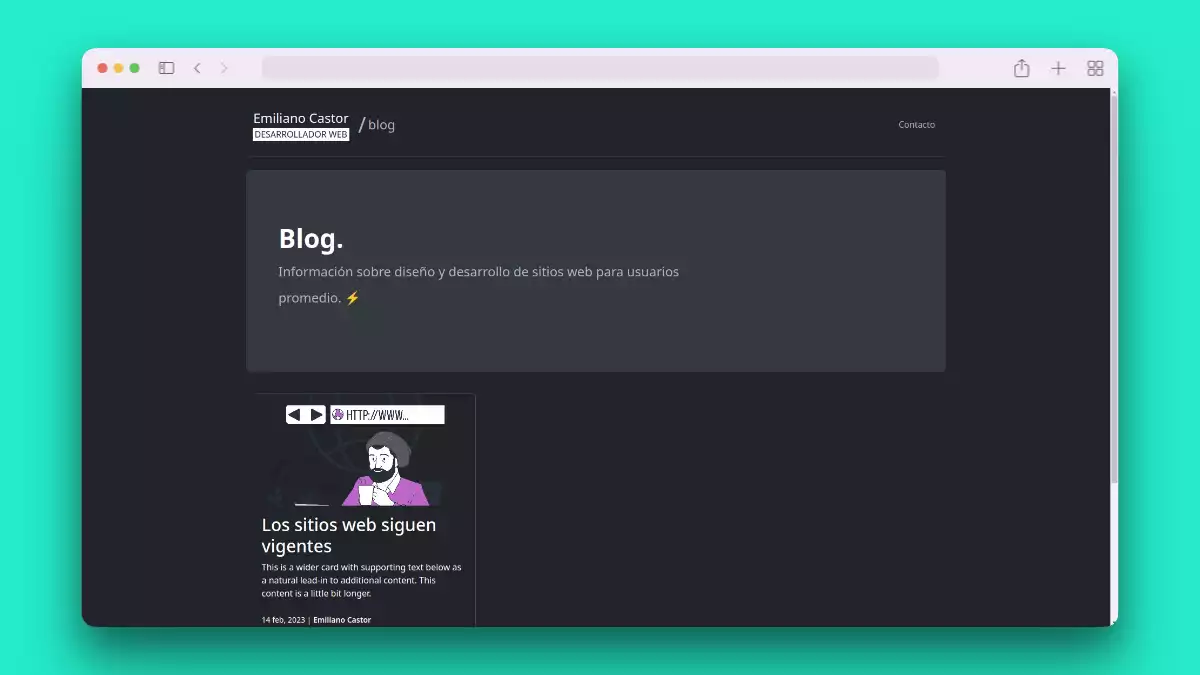 Emiliano Castor
DESARROLLADOR WEB
/blog
Contacto
Blog.
Información sobre diseño y desarrollo de sitios web para usuarios
promedio. ⚡
HTTP://WWW...
Los sitios web siguen
vigentes
This is a wider card with supporting text below as
a natural lead-in to additional content. This
content is a little bit longer.
14 feb, 2023 | Emiliano Castor